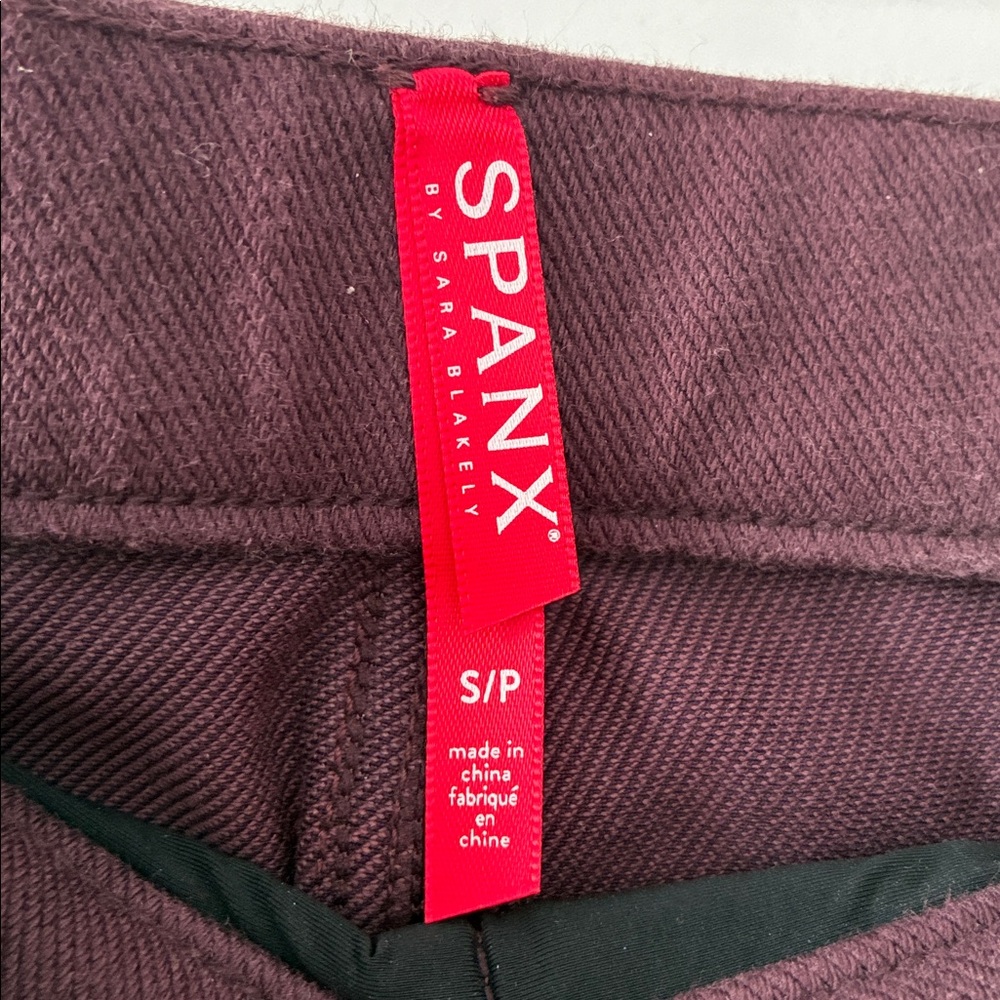 SPANX®
BY SARA BLAKELY
S/P
made in
china
fabriqué
en
chine